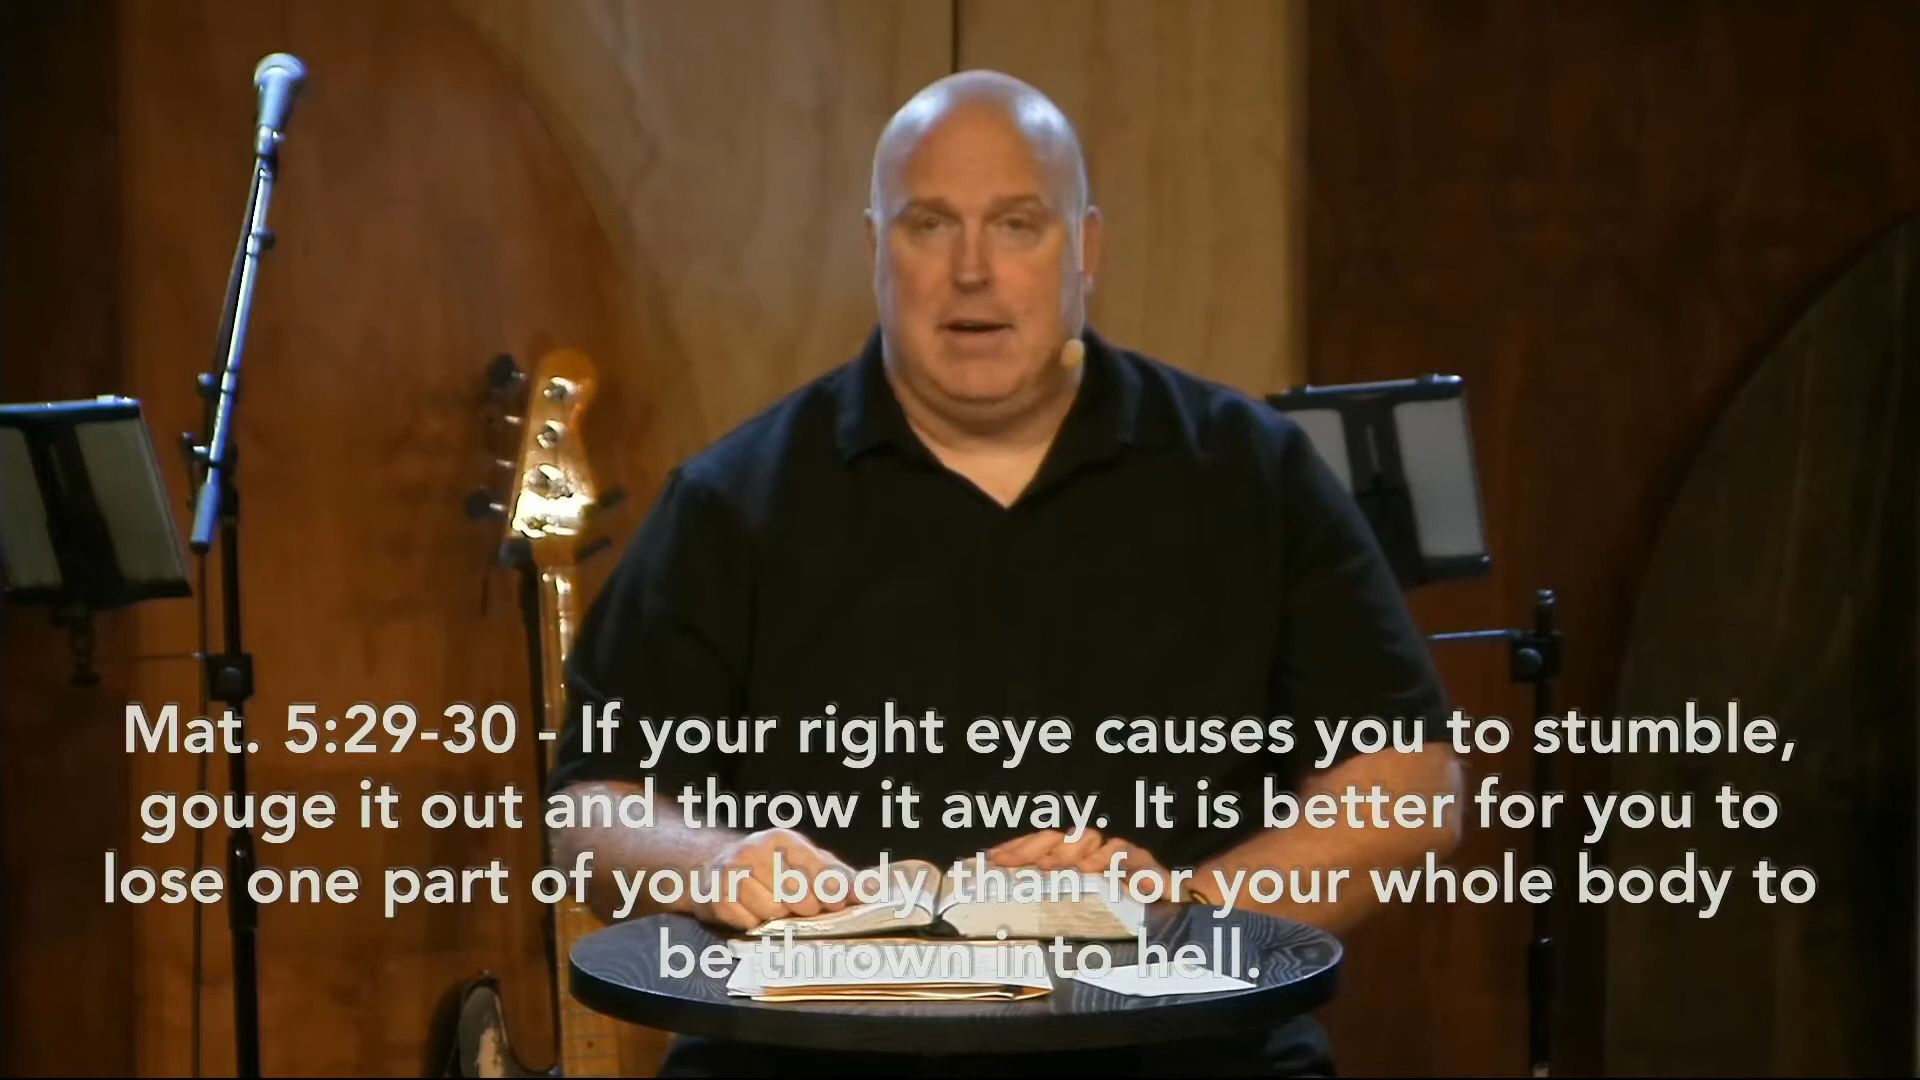 Mat. 5:29-30 - If your right eye causes you to stumble,
gouge it out and throw it away. It is better for you to
lose one part of your body than for your whole body to
be thrown into hell.